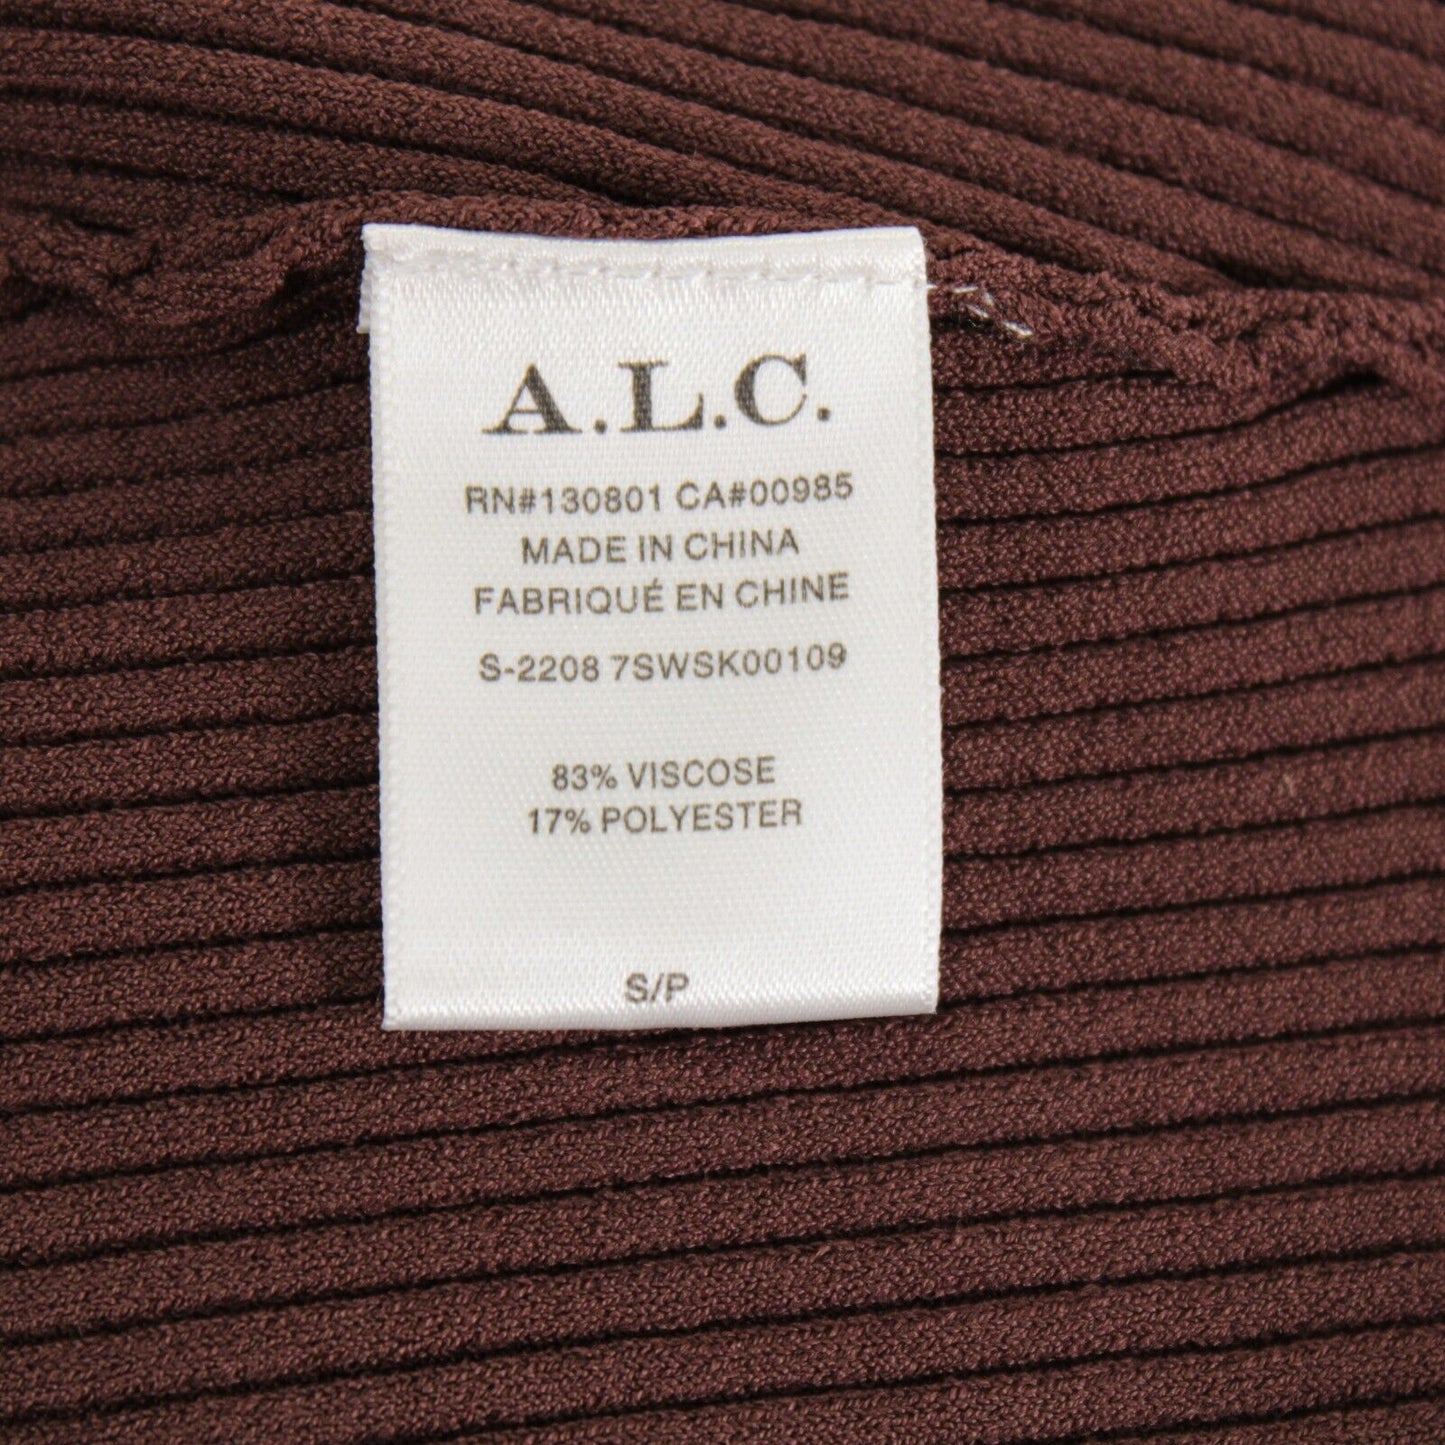 A.L.C.
RN#130801 CA#00985
MADE IN CHINA
FABRIQUÉ EN CHINE
S-2208 7SWSK00109
83% VISCOSE
17% POLYESTER
S/P